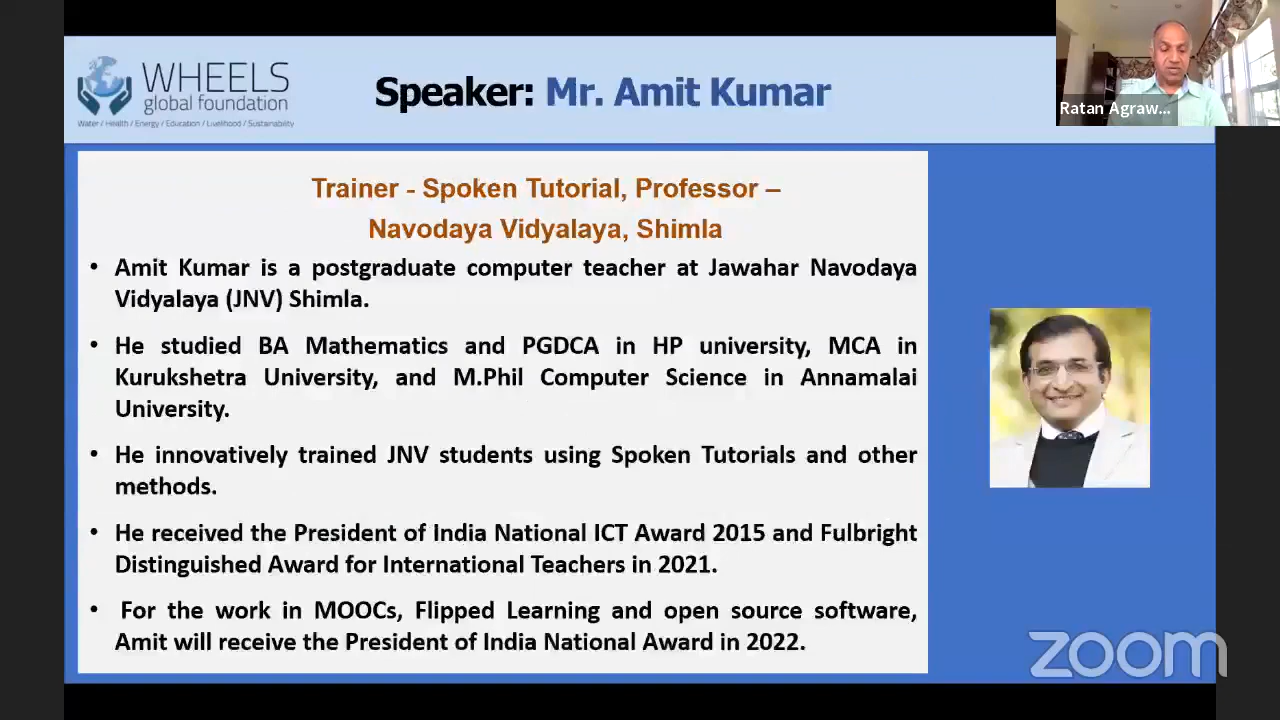 WHEELS
global foundation
Water / Health / Energy / Education / Livelihood / Sustainability
Speaker: Mr. Amit Kumar
Ratan Agraw...
Trainer - Spoken Tutorial, Professor –
Navodaya Vidyalaya, Shimla
• Amit Kumar is a postgraduate computer teacher at Jawahar Navodaya
Vidyalaya (JNV) Shimla.
• He studied BA Mathematics and PGDCA in HP university, MCA in
Kurukshetra University, and M.Phil Computer Science in Annamalai
University.
• He innovatively trained JNV students using Spoken Tutorials and other
methods.
• He received the President of India National ICT Award 2015 and Fulbright
Distinguished Award for International Teachers in 2021.
• For the work in MOOCs, Flipped Learning and open source software,
Amit will receive the President of India National Award in 2022.
zoom